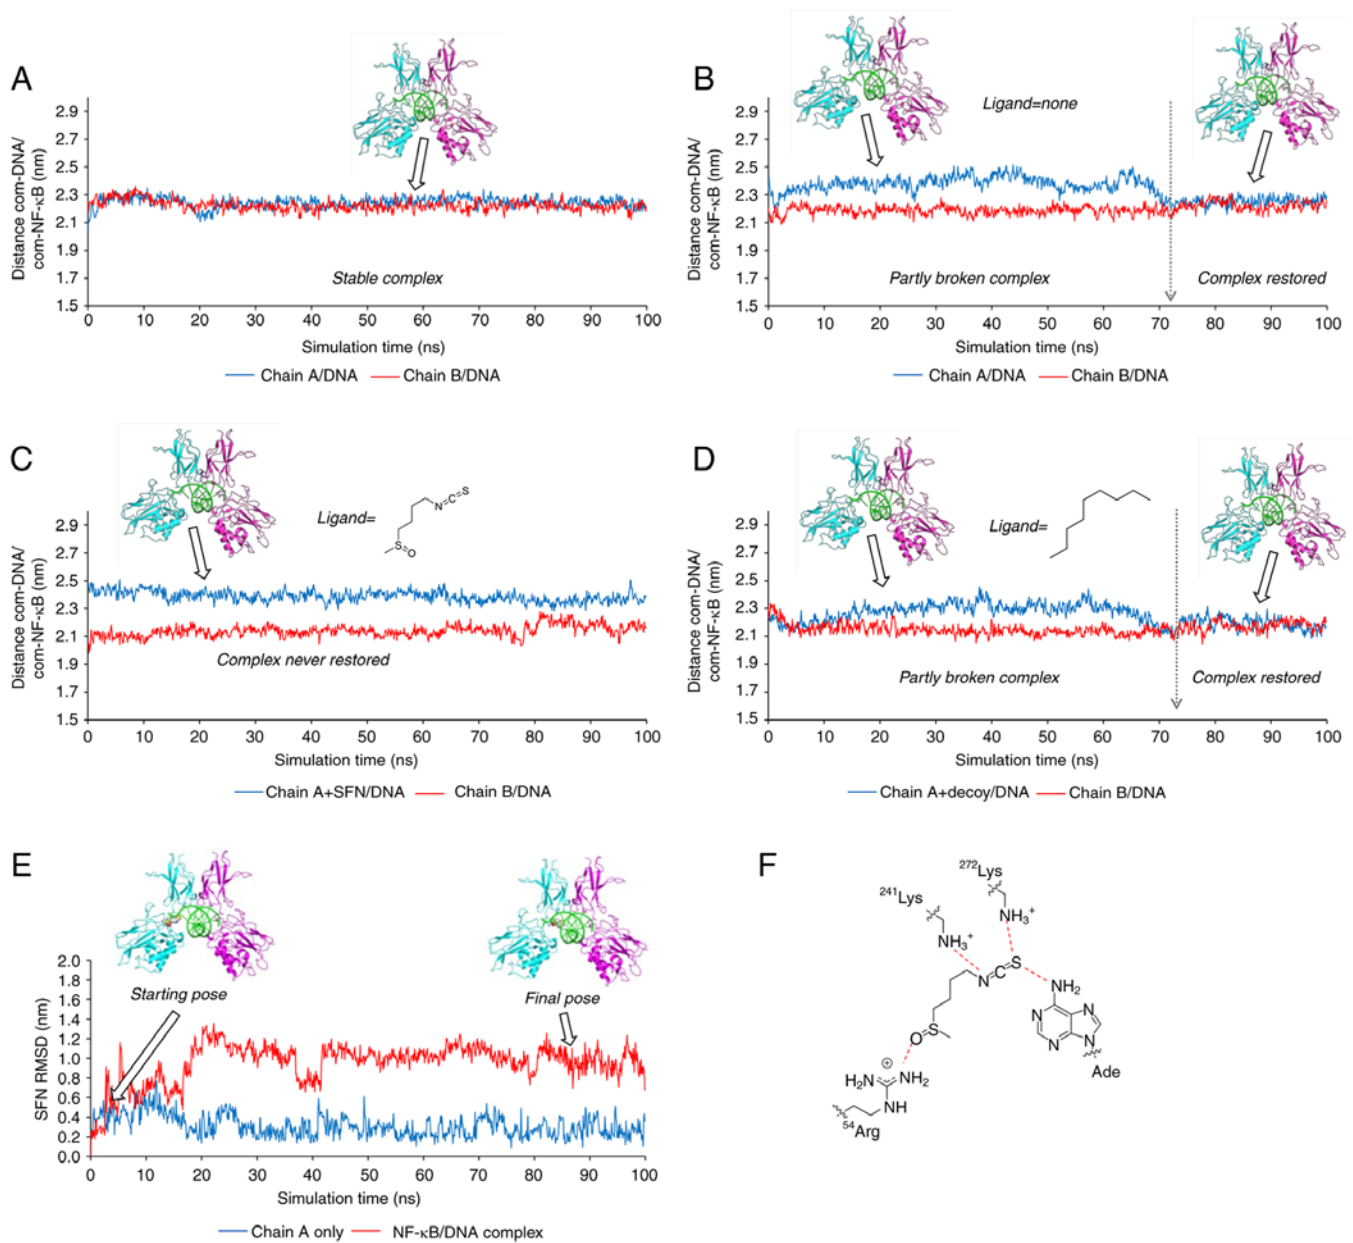 A
Distance com-DNA/
com-NF-κB (nm)
2.9
2.7
2.5
2.3
2.1
1.9
1.7
1.5
Stable complex
0 10 20 30 40 50 60 70 80 90 100
Simulation time (ns)
Chain A/DNA Chain B/DNA
B
Ligand=none
Distance com-DNA/
com-NF-κB (nm)
2.9
2.7
2.5
2.3
2.1
1.9
1.7
1.5
Partly broken complex Complex restored
0 10 20 30 40 50 60 70 80 90 100
Simulation time (ns)
Chain A/DNA Chain B/DNA
C
Ligand=
N C S
S O
Distance com-DNA/
com-NF-κB (nm)
2.9
2.7
2.5
2.3
2.1
1.9
1.7
1.5
Complex never restored
0 10 20 30 40 50 60 70 80 90 100
Simulation time (ns)
Chain A+SFN/DNA Chain B/DNA
D
Ligand=
Distance com-DNA/
com-NF-κB (nm)
2.9
2.7
2.5
2.3
2.1
1.9
1.7
1.5
Partly broken complex Complex restored
0 10 20 30 40 50 60 70 80 90 100
Simulation time (ns)
Chain A+decoy/DNA Chain B/DNA
E
SFN RMSD (nm)
2.0
1.8
1.6
1.4
1.2
1.0
0.8
0.6
0.4
0.2
0.0
Starting pose Final pose
0 10 20 30 40 50 60 70 80 90 100
Simulation time (ns)
Chain A only NF-κB/DNA complex
F
272Lys
241Lys
NH3+
NH3+
N C S
NH2
O S
N N
N N
Ade
⊕
H2N NH2
NH
54Arg